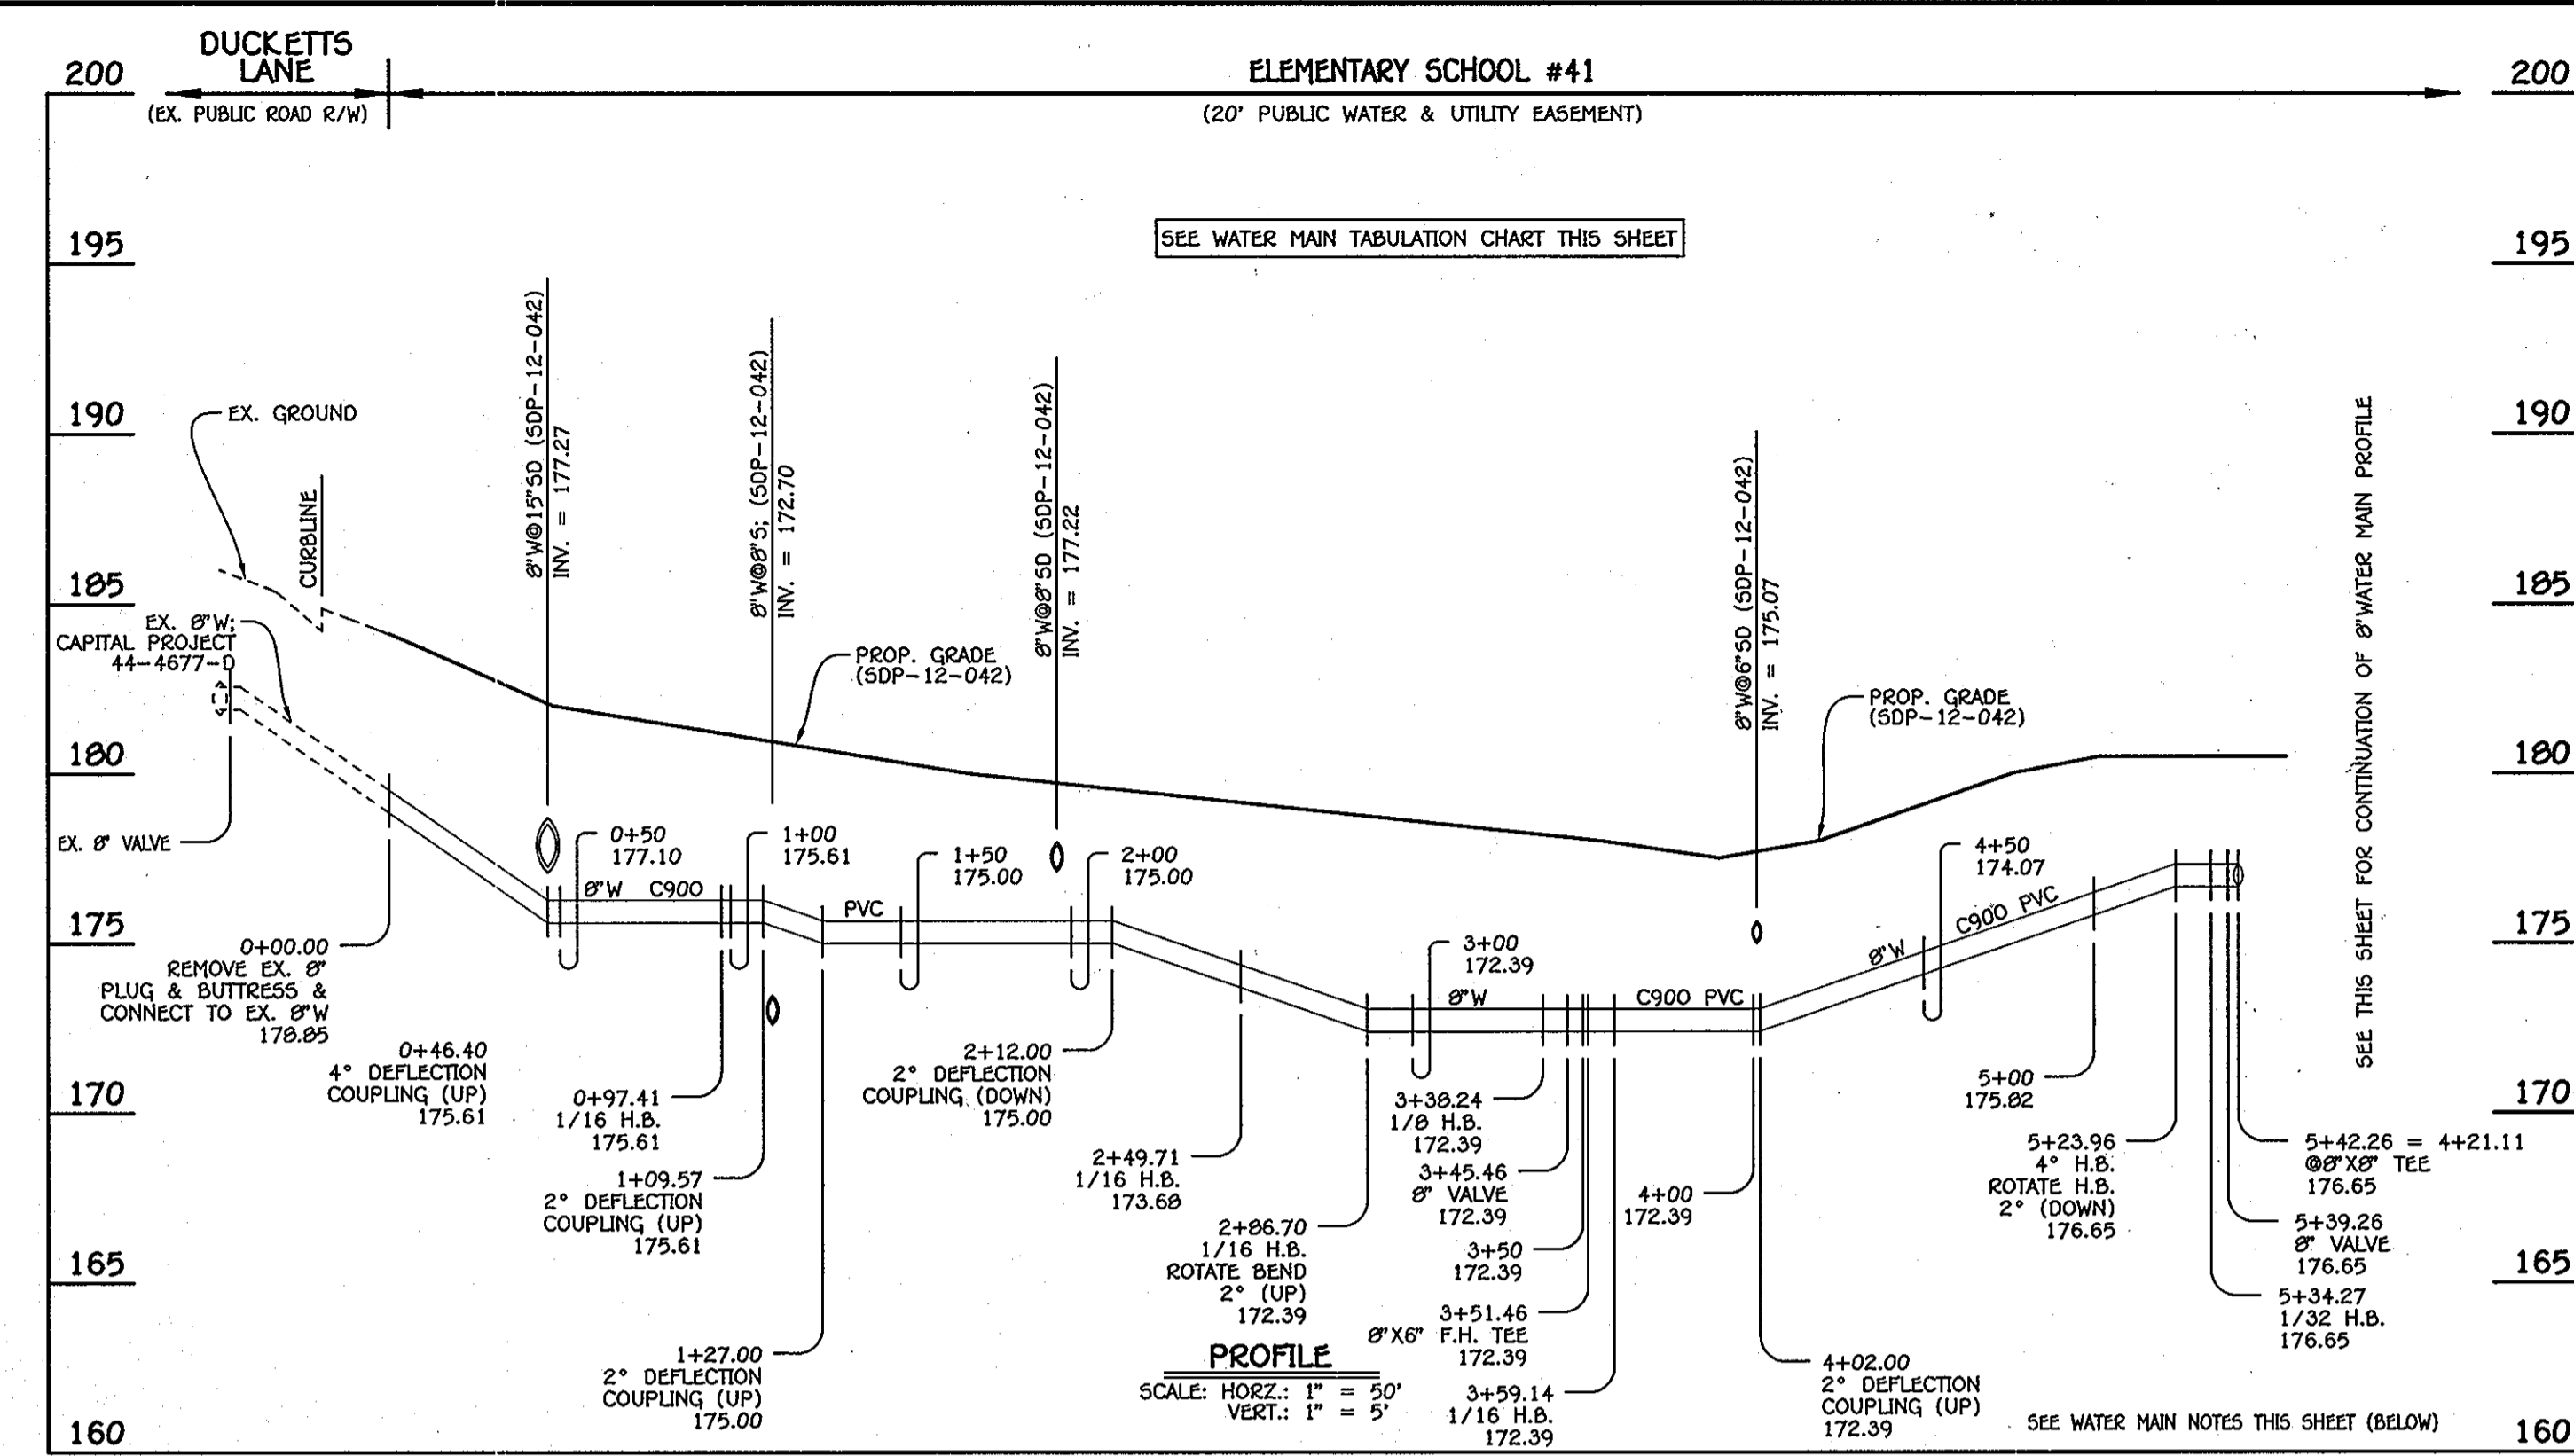 DUCKETTS
LANE
(EX. PUBLIC ROAD R/W)
ELEMENTARY SCHOOL #41
(20' PUBLIC WATER & UTILITY EASEMENT)
200
195
190
185
180
175
170
165
160
200
195
190
185
180
175
170
165
160
SEE WATER MAIN TABULATION CHART THIS SHEET
EX. GROUND
CURBLINE
EX. 8"W;
CAPITAL PROJECT
44-4677-D
EX. 8" VALVE
8"W@15"SD (SDP-12-042)
INV. = 177.27
8"W@8"S; (SDP-12-042)
INV. = 172.70
8"W@8"SD (SDP-12-042)
INV. = 177.22
8"W@6"SD (SDP-12-042)
INV. = 175.07
PROP. GRADE
(SDP-12-042)
PROP. GRADE
(SDP-12-042)
SEE THIS SHEET FOR CONTINUATION OF 8"WATER MAIN PROFILE
0+50
177.10
1+00
175.61
1+50
175.00
2+00
175.00
3+00
172.39
4+50
174.07
8"W C900
PVC
8"W
C900 PVC
8"W
C900 PVC
0+00.00
REMOVE EX. 8"
PLUG & BUTTRESS &
CONNECT TO EX. 8"W
178.85
0+46.40
4° DEFLECTION
COUPLING (UP)
175.61
0+97.41
1/16 H.B.
175.61
1+09.57
2° DEFLECTION
COUPLING (UP)
175.61
1+27.00
2° DEFLECTION
COUPLING (UP)
175.00
2+12.00
2° DEFLECTION
COUPLING (DOWN)
175.00
2+49.71
1/16 H.B.
173.68
2+86.70
1/16 H.B.
ROTATE BEND
2° (UP)
172.39
3+38.24
1/8 H.B.
172.39
3+45.46
8" VALVE
172.39
3+50
172.39
3+51.46
8"X6" F.H. TEE
172.39
3+59.14
1/16 H.B.
172.39
4+00
172.39
4+02.00
2° DEFLECTION
COUPLING (UP)
172.39
5+00
175.82
5+23.96
4° H.B.
ROTATE H.B.
2° (DOWN)
176.65
5+42.26 = 4+21.11
@8"X8" TEE
176.65
5+39.26
8" VALVE
176.65
5+34.27
1/32 H.B.
176.65
PROFILE
SCALE: HORZ.: 1" = 50'
VERT.: 1" = 5'
SEE WATER MAIN NOTES THIS SHEET (BELOW)